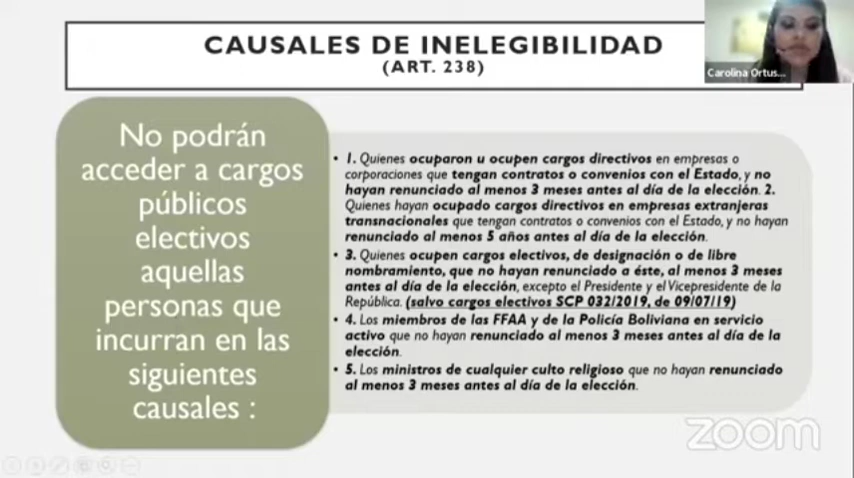 CAUSALES DE INELEGIBILIDAD
(ART. 238)
Carolina Ortus...
No podrán
acceder a cargos
públicos
electivos
aquellas
personas que
incurran en las
siguientes
causales :
• 1. Quienes ocuparon u ocupen cargos directivos en empresas o
corporaciones que tengan contratos o convenios con el Estado, y no
hayan renunciado al menos 3 meses antes al día de la elección. 2.
Quienes hayan ocupado cargos directivos en empresas extranjeras
transnacionales que tengan contratos o convenios con el Estado, y no hayan
renunciado al menos 5 años antes al día de la elección.
• 3. Quienes ocupen cargos electivos, de designación o de libre
nombramiento, que no hayan renunciado a éste, al menos 3 meses
antes al día de la elección, excepto el Presidente y el Vicepresidente de la
República. (salvo cargos electivos SCP 032/2019, de 09/07/19)
• 4. Los miembros de las FFAA y de la Policía Boliviana en servicio
activo que no hayan renunciado al menos 3 meses antes al día de la
elección.
• 5. Los ministros de cualquier culto religioso que no hayan renunciado
al menos 3 meses antes al día de la elección.
zoom